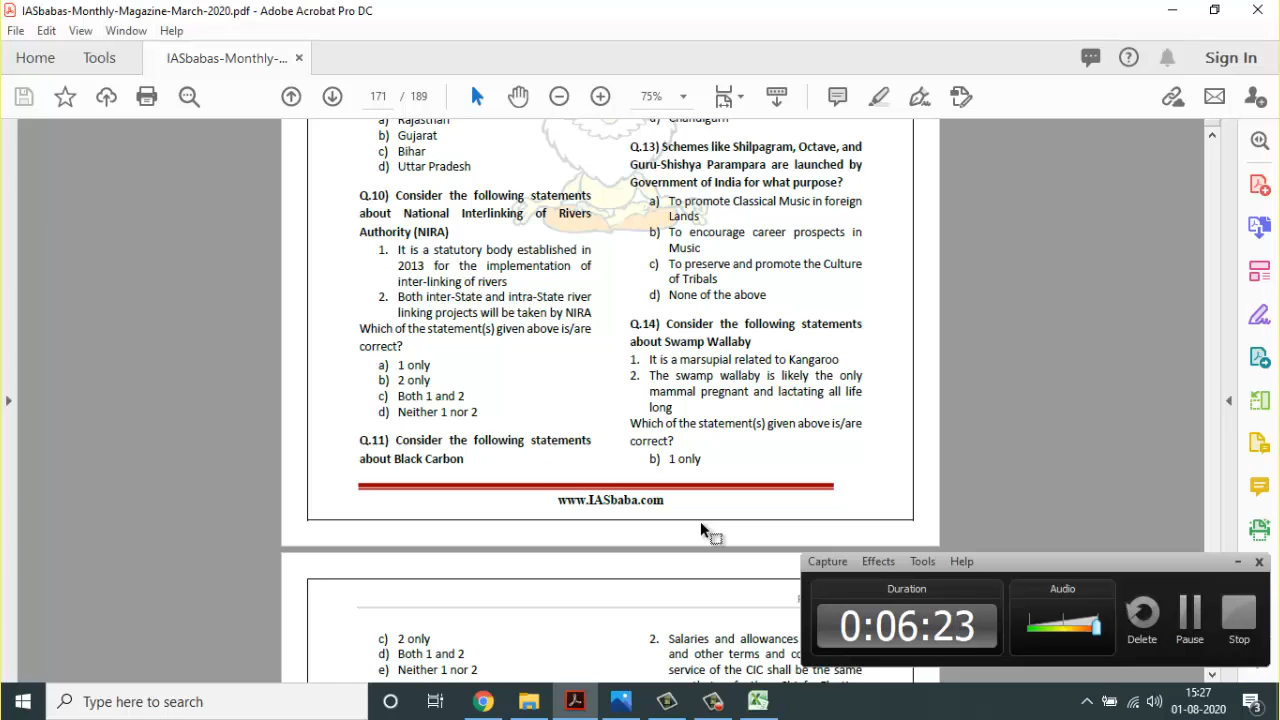 IASbabas-Monthly-Magazine-March-2020.pdf - Adobe Acrobat Pro DC
File Edit View Window Help
Home Tools IASbabas-Monthly-... × Sign In
171 / 189 75%
a) Rajasthan
b) Gujarat
c) Bihar
d) Uttar Pradesh
Q.10) Consider the following statements
about National Interlinking of Rivers
Authority (NIRA)
1. It is a statutory body established in
2013 for the implementation of
inter-linking of rivers
2. Both inter-State and intra-State river
linking projects will be taken by NIRA
Which of the statement(s) given above is/are
correct?
a) 1 only
b) 2 only
c) Both 1 and 2
d) Neither 1 nor 2
Q.11) Consider the following statements
about Black Carbon
d) Chandigarh
Q.13) Schemes like Shilpagram, Octave, and
Guru-Shishya Parampara are launched by
Government of India for what purpose?
a) To promote Classical Music in foreign
Lands
b) To encourage career prospects in
Music
c) To preserve and promote the Culture
of Tribals
d) None of the above
Q.14) Consider the following statements
about Swamp Wallaby
1. It is a marsupial related to Kangaroo
2. The swamp wallaby is likely the only
mammal pregnant and lactating all life
long
Which of the statement(s) given above is/are
correct?
b) 1 only
www.IASbaba.com
c) 2 only
d) Both 1 and 2
e) Neither 1 nor 2
2. Salaries and allowances
and other terms and
service of the CIC shall be the same
Capture Effects Tools Help
Duration
0:06:23
Audio
Delete Pause Stop
Type here to search
15:27
01-08-2020
3